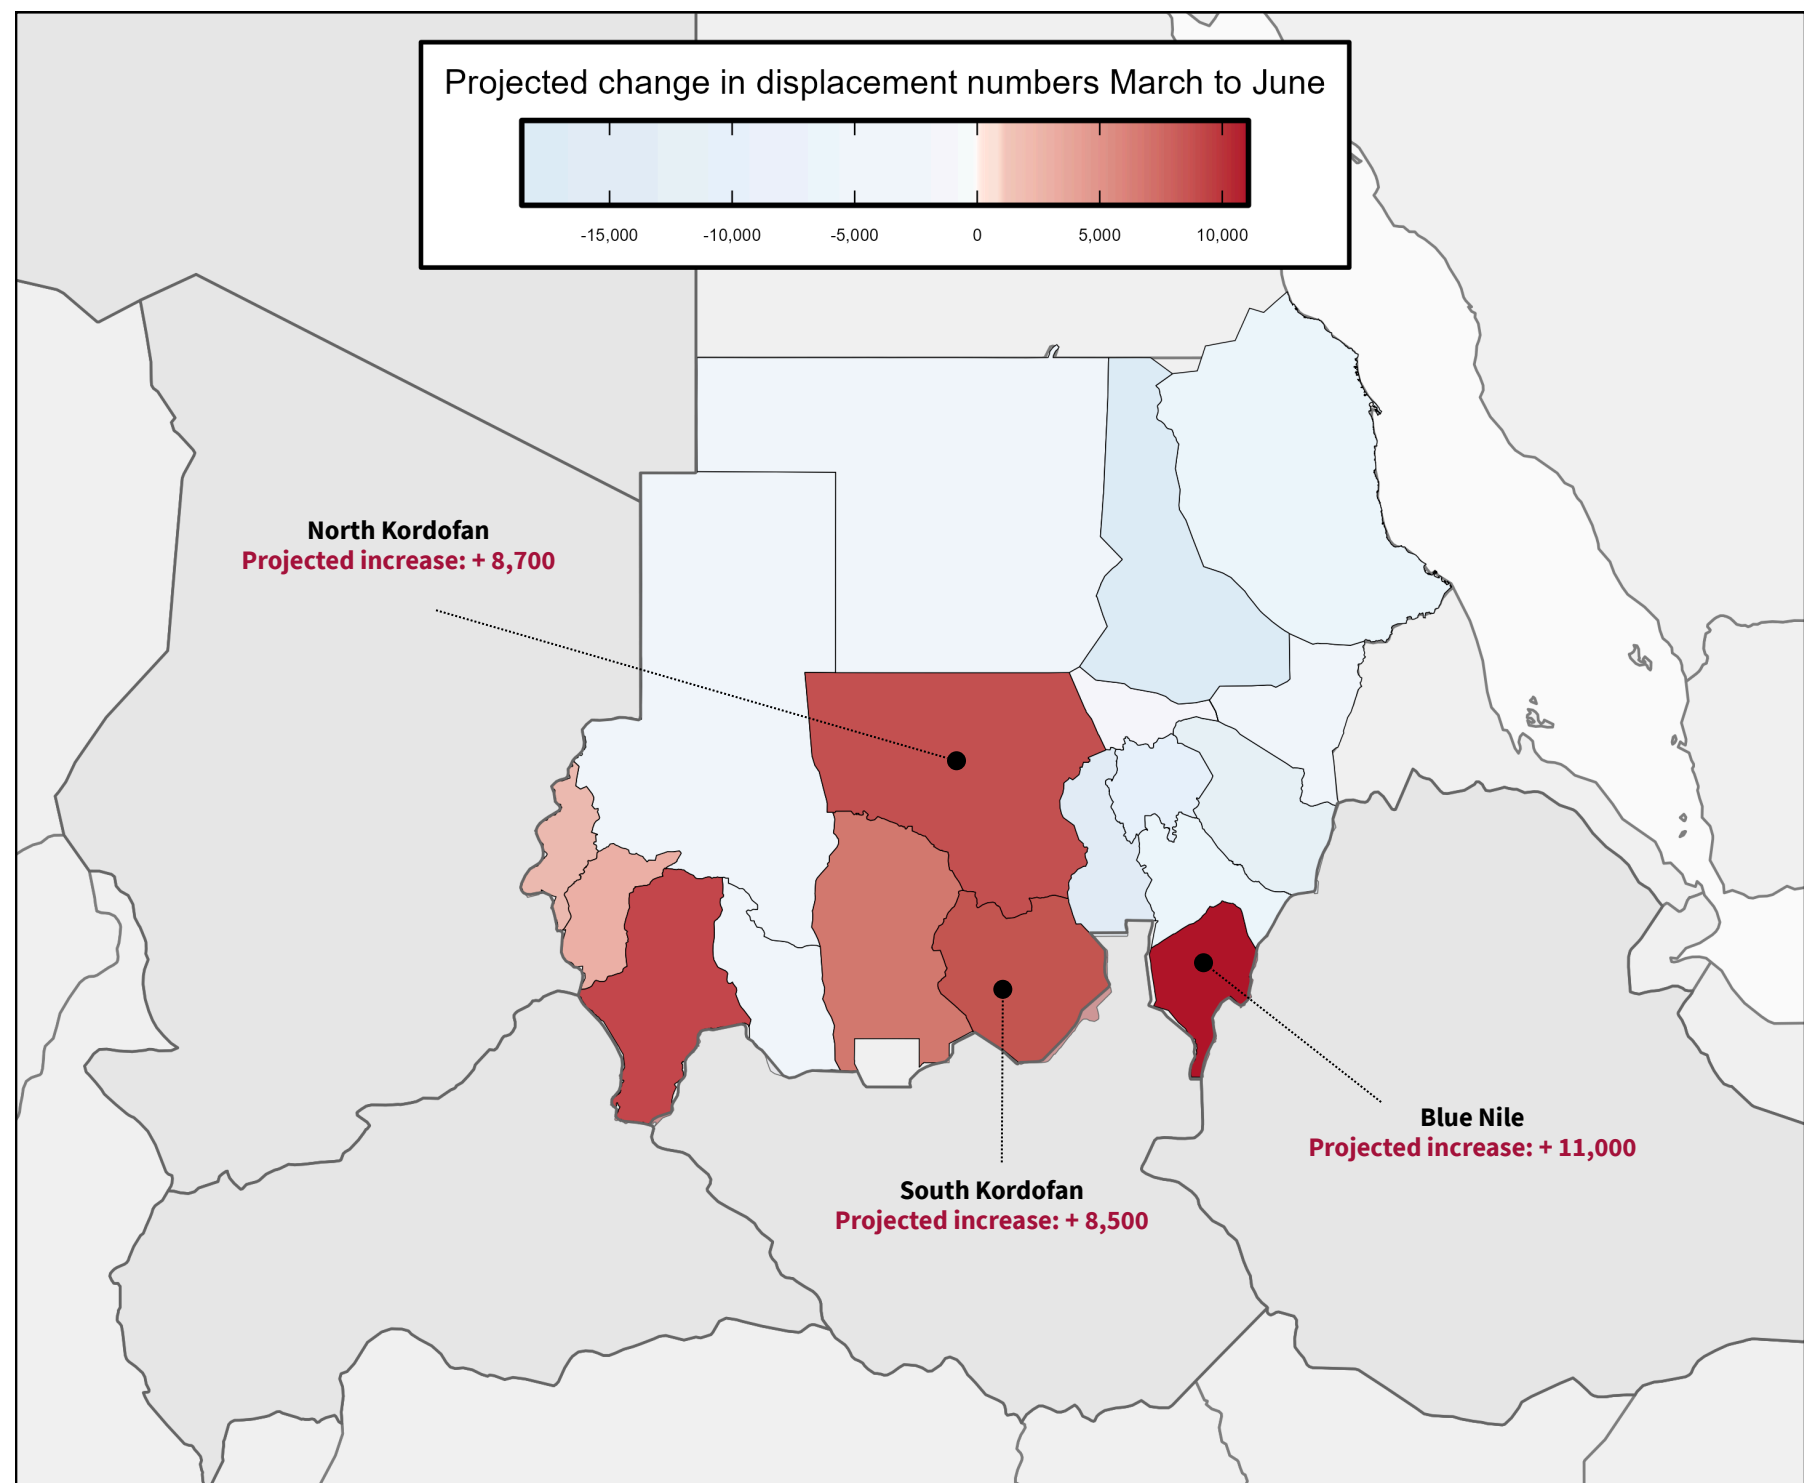 Projected change in displacement numbers March to June
-15,000
-10,000
-5,000
0
5,000
10,000
North Kordofan
Projected increase: + 8,700
Blue Nile
Projected increase: + 11,000
South Kordofan
Projected increase: + 8,500